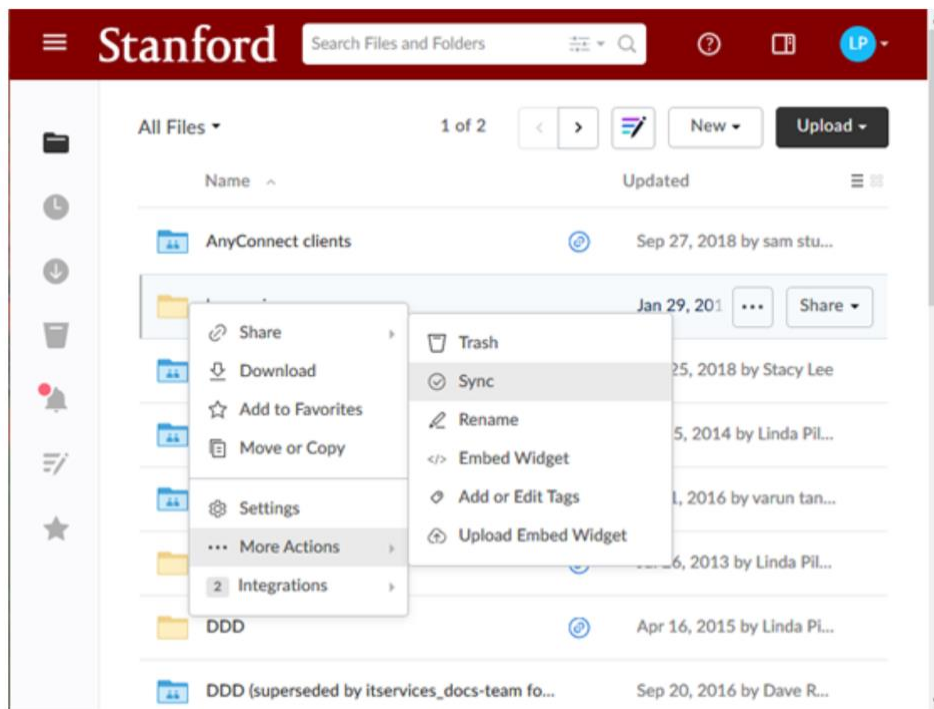 Stanford
Search Files and Folders
LP
All Files
1 of 2
New
Upload
Name
Updated
AnyConnect clients
Sep 27, 2018 by sam stu...
Jan 29, 201
Share
Share
Download
Add to Favorites
Move or Copy
Settings
More Actions
2 Integrations
Trash
Sync
Rename
Embed Widget
Add or Edit Tags
Upload Embed Widget
25, 2018 by Stacy Lee
5, 2014 by Linda Pil...
, 2016 by varun tan...
6, 2013 by Linda Pil...
DDD
Apr 16, 2015 by Linda Pi...
DDD (superseded by itservices_docs-team fo...
Sep 20, 2016 by Dave R...